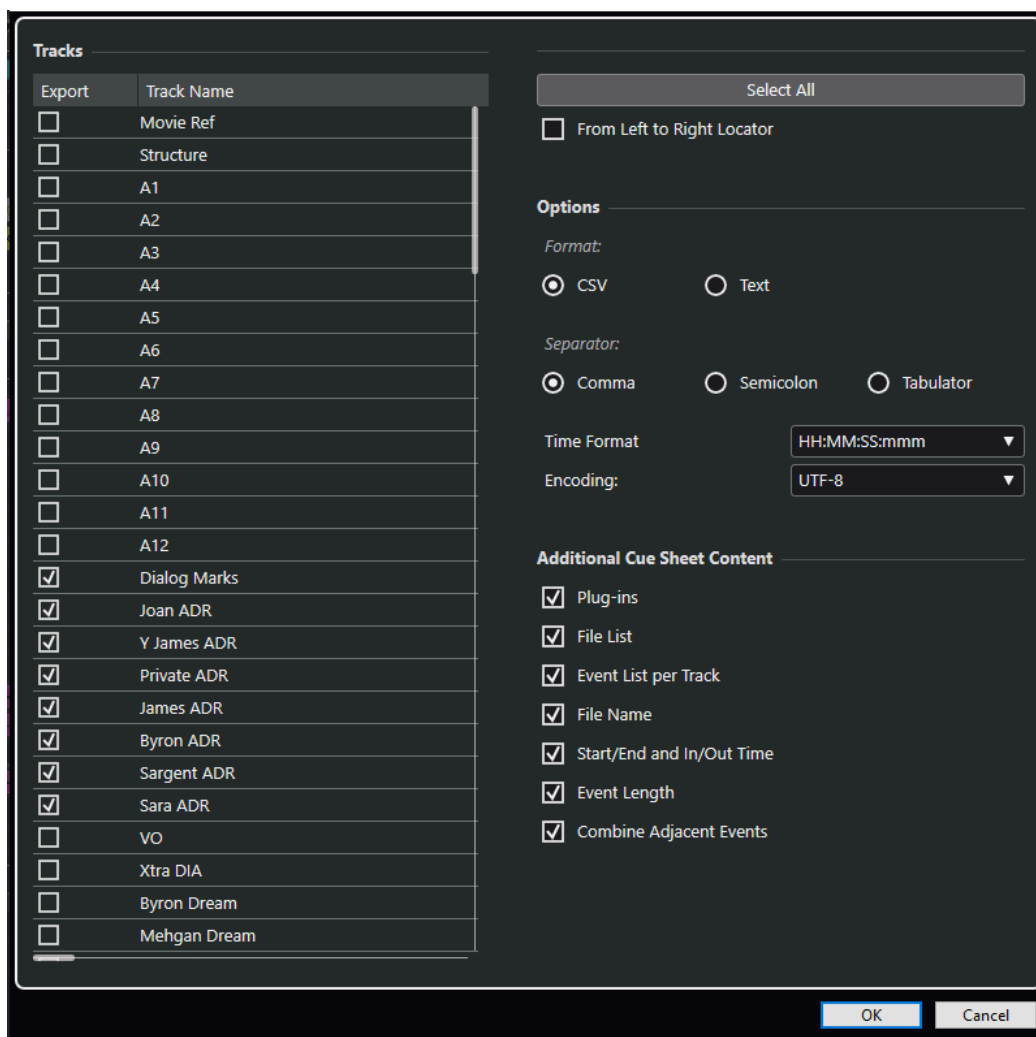 Tracks
Export Track Name
Movie Ref
Structure
A1
A2
A3
A4
A5
A6
A7
A8
A9
A10
A11
A12
Dialog Marks
Joan ADR
Y James ADR
Private ADR
James ADR
Byron ADR
Sargent ADR
Sara ADR
VO
Xtra DIA
Byron Dream
Mehgan Dream
Select All
From Left to Right Locator
Options
Format:
CSV Text
Separator:
Comma Semicolon Tabulator
Time Format HH:MM:SS:mmm
Encoding: UTF-8
Additional Cue Sheet Content
Plug-ins
File List
Event List per Track
File Name
Start/End and In/Out Time
Event Length
Combine Adjacent Events
OK Cancel